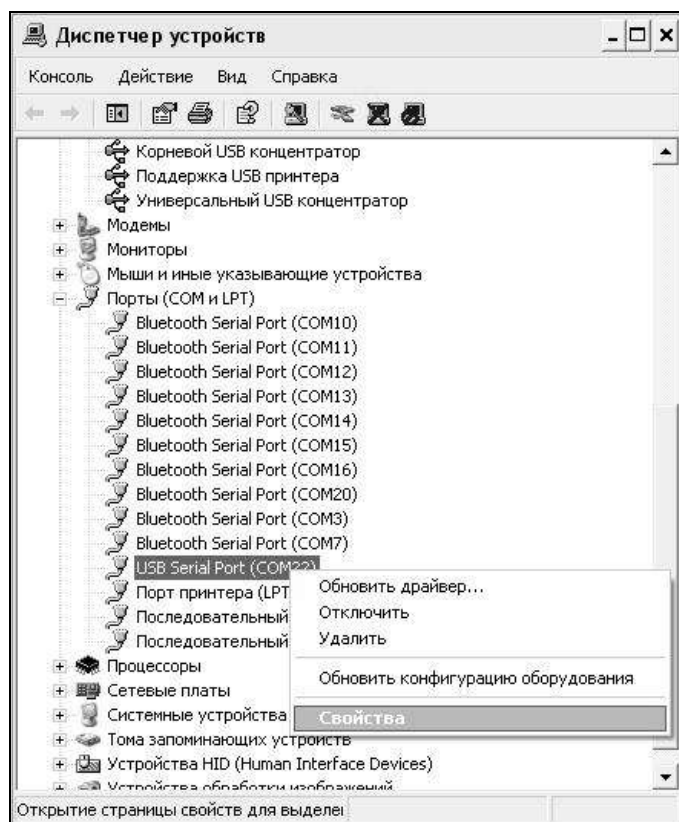 Диспетчер устройств
Консоль Действие Вид Справка
Корневой USB концентратор
Поддержка USB принтера
Универсальный USB концентратор
Модемы
Мониторы
Мыши и иные указывающие устройства
Порты (COM и LPT)
Bluetooth Serial Port (COM10)
Bluetooth Serial Port (COM11)
Bluetooth Serial Port (COM12)
Bluetooth Serial Port (COM13)
Bluetooth Serial Port (COM14)
Bluetooth Serial Port (COM15)
Bluetooth Serial Port (COM16)
Bluetooth Serial Port (COM20)
Bluetooth Serial Port (COM3)
Bluetooth Serial Port (COM7)
USB Serial Port (COM22)
Обновить драйвер...
Порт принтера (LPT
Отключить
Последовательный
Удалить
Последовательный
Процессоры
Обновить конфигурацию оборудования
Сетевые платы
Системные устройства
Свойства
Тома запоминающих устройств
Устройства HID (Human Interface Devices)
Устройства обработки изображений
Открытие страницы свойств для выделе